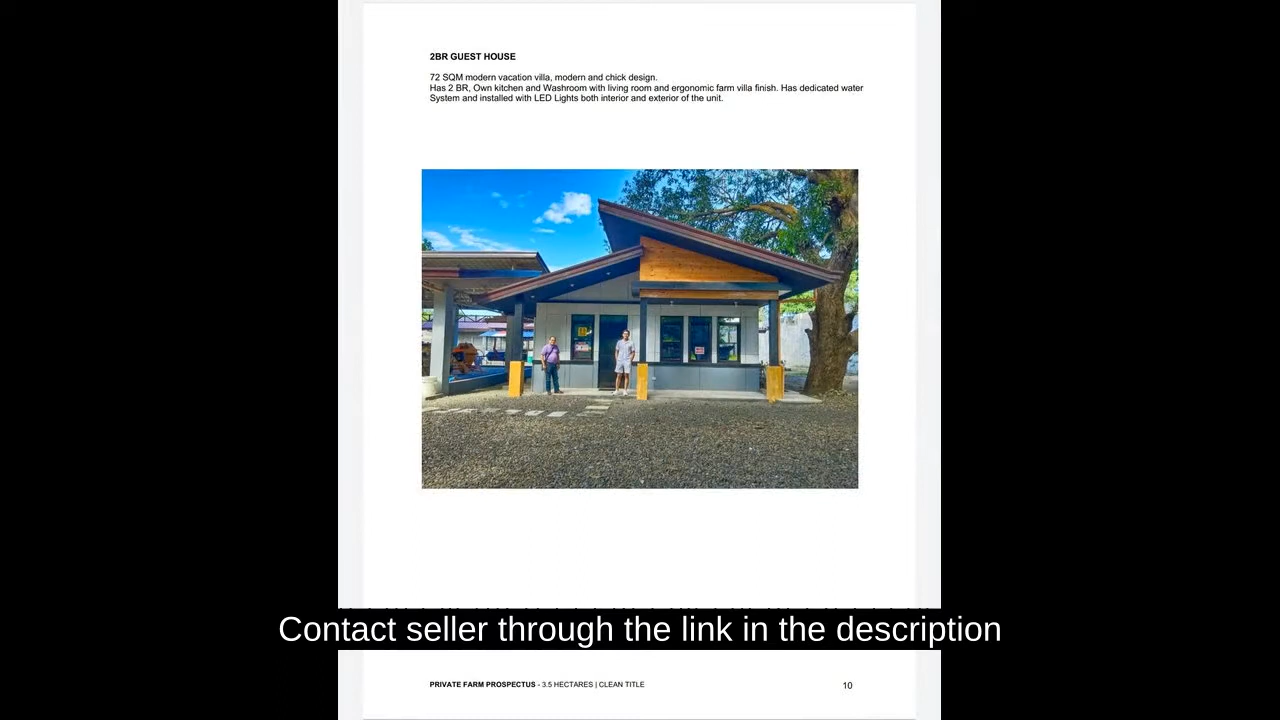 2BR GUEST HOUSE
72 SQM modern vacation villa, modern and chick design.
Has 2 BR, Own kitchen and Washroom with living room and ergonomic farm villa finish. Has dedicated water
System and installed with LED Lights both interior and exterior of the unit.
Contact seller through the link in the description
PRIVATE FARM PROSPECTUS - 3.5 HECTARES | CLEAN TITLE
10